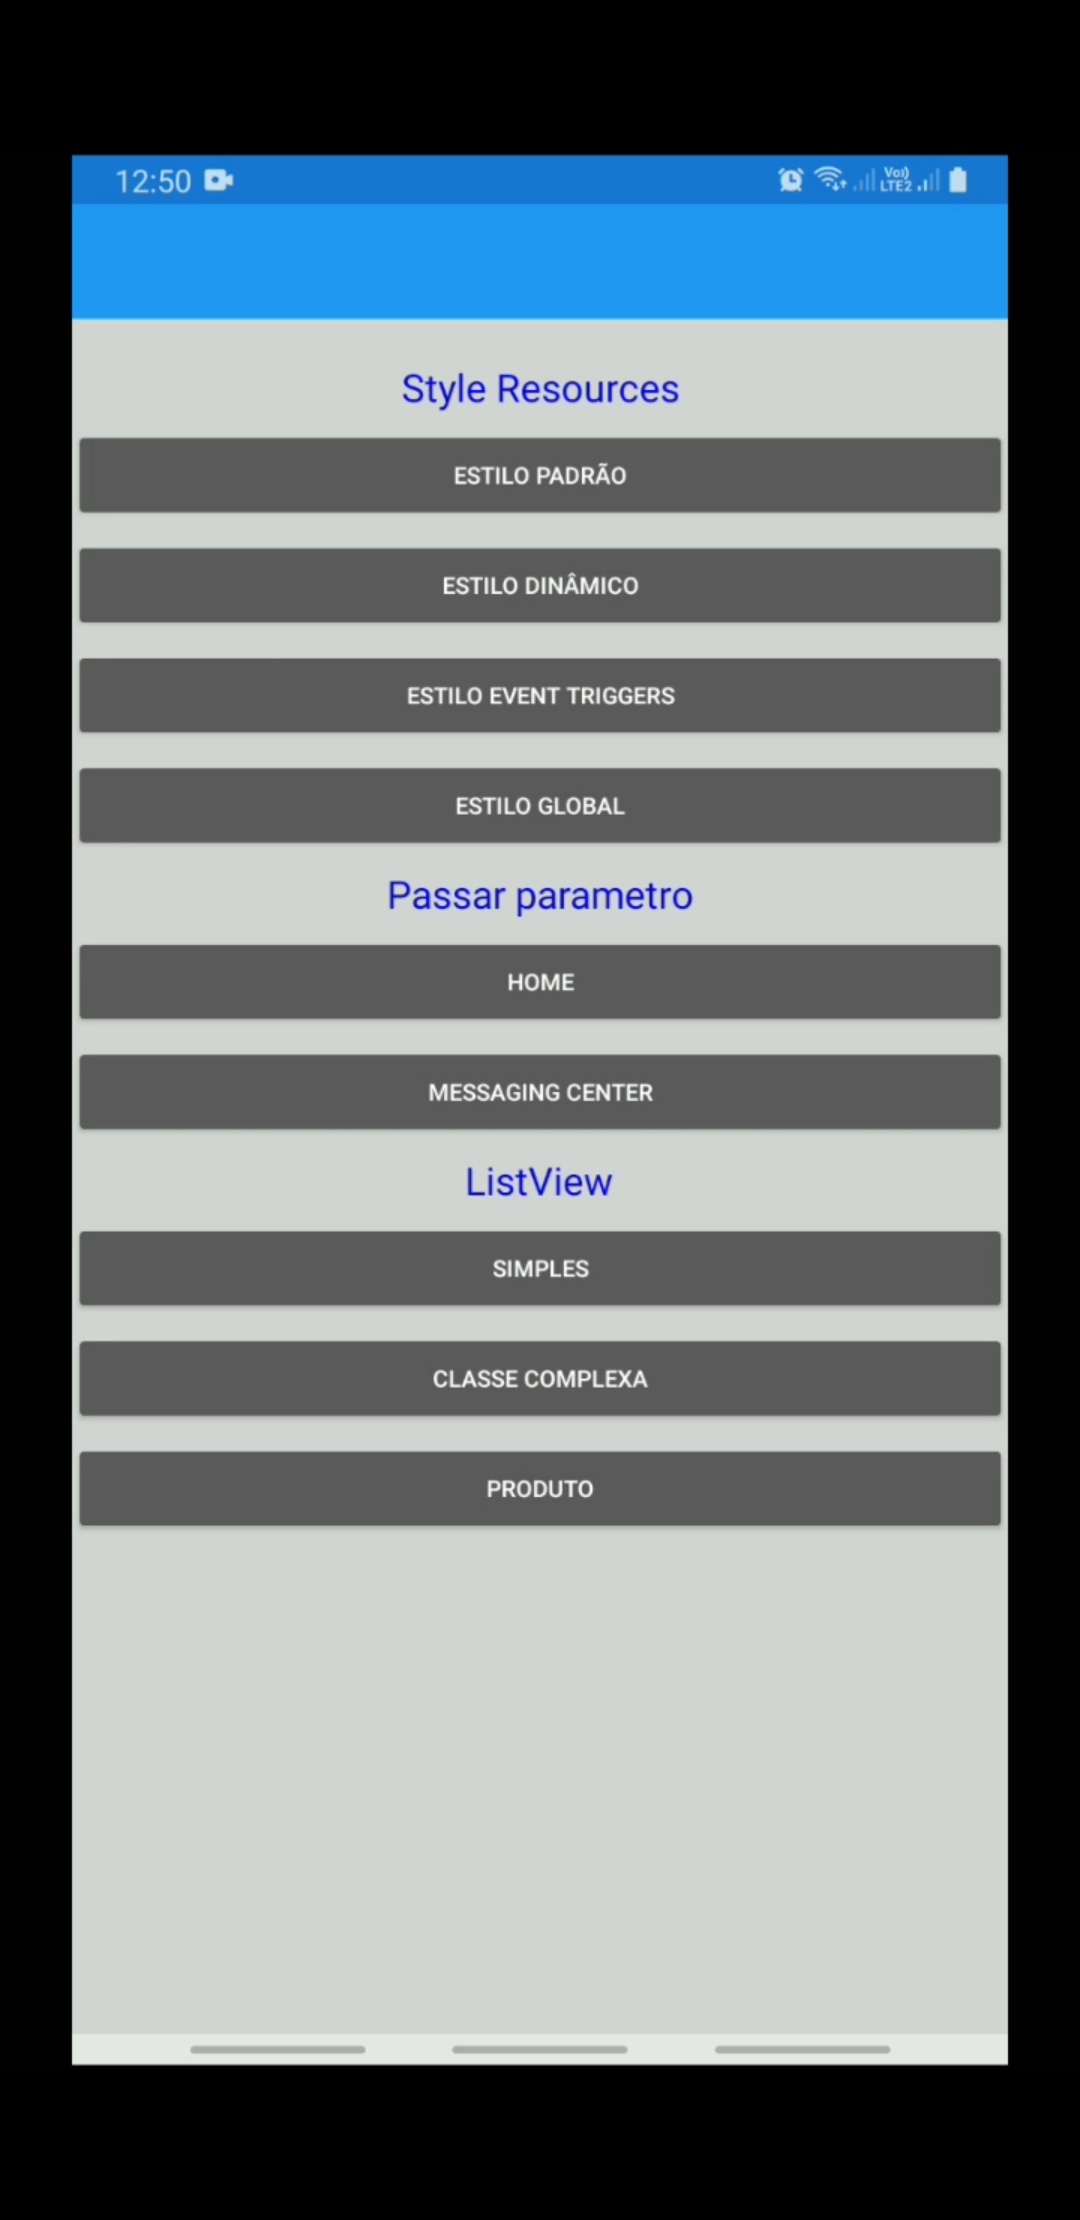 12:50
Vo))
LTE2
Style Resources
ESTILO PADRÃO
ESTILO DINÂMICO
ESTILO EVENT TRIGGERS
ESTILO GLOBAL
Passar parametro
HOME
MESSAGING CENTER
ListView
SIMPLES
CLASSE COMPLEXA
PRODUTO